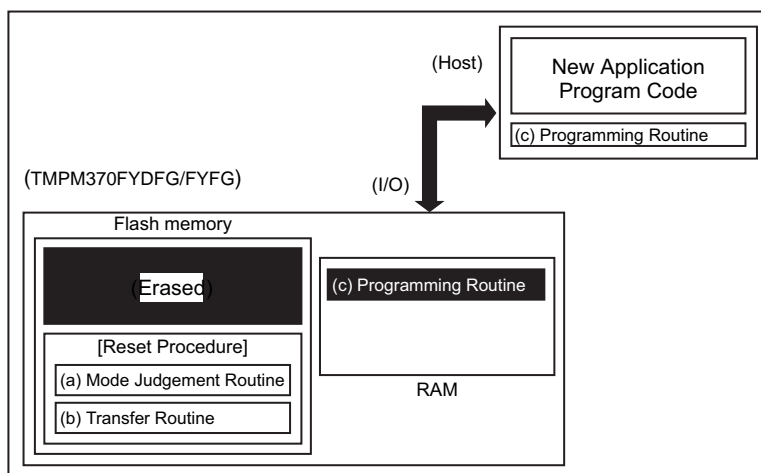 (Host)
New Application
Program Code
(c) Programming Routine
(TMPM370FYDFG/FYFG)
(I/O)
Flash memory
(Erased)
(c) Programming Routine
[Reset Procedure]
(a) Mode Judgement Routine
(b) Transfer Routine
RAM